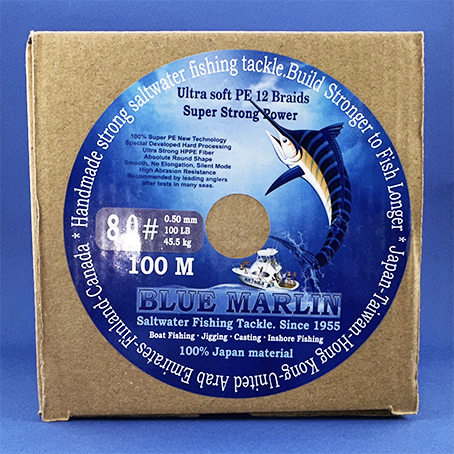 * Handmade strong saltwater fishing tackle.Build Stronger to Fish Longer *
Ultra soft PE 12 Braids
Super Strong Power
100% Super PE New Technology
Special Developed Hard Processing
Ultra Strong HPPE Fiber
Absolute Round Shape
Smooth, No Elongation, Silent Mode
High Abrasion Resistance
Recommended by leading anglers
after tests in many seas.
8.0#
0.50 mm
100 LB
45.5 kg
100 M
BLUE MARLIN
Saltwater Fishing Tackle. Since 1955
Boat Fishing · Jigging · Casting · Inshore Fishing
100% Japan material
Japan-Taiwan-Hong Kong-United Arab Emirates-Finland-Canada